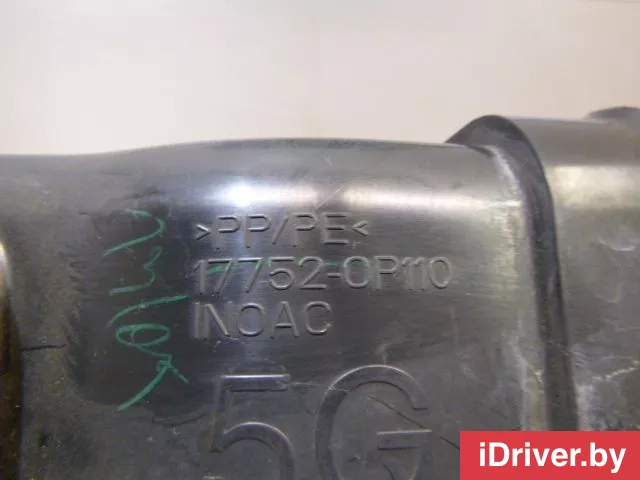 >PP/PE<
17752-0P110
INOAC
5G
iDriver.by